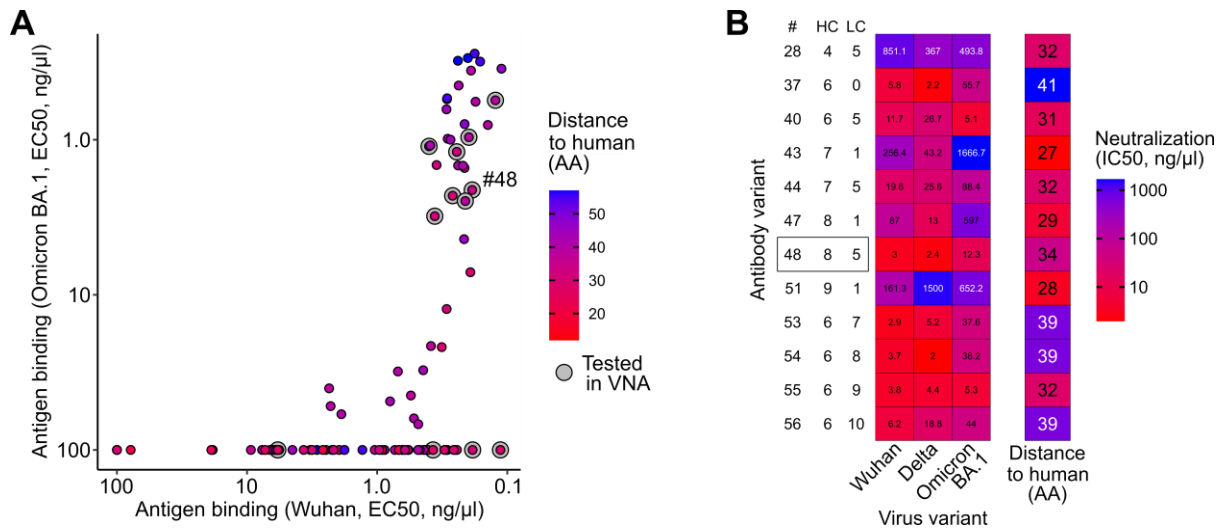 A
Antigen binding (Omicron BA.1, EC50, ng/µl)
1.0
10
100
#48
100
10
1.0
0.1
Antigen binding (Wuhan, EC50, ng/µl)
Distance
to human
(AA)
50
40
30
20
Tested
in VNA
B
# HC LC
Antibody variant
28 4 5 851.1 367 493.8 32
37 6 0 5.8 2.2 55.7 41
40 6 5 11.7 26.7 5.1 31
43 7 1 256.4 43.2 1666.7 27
44 7 5 19.6 25.6 88.4 32
47 8 1 87 13 597 29
48 8 5 3 2.4 12.3 34
51 9 1 161.3 1500 652.2 28
53 6 7 2.9 5.2 37.6 39
54 6 8 3.7 2 38.2 39
55 6 9 3.8 4.4 5.3 32
56 6 10 6.2 18.8 44 39
Wuhan
Delta
Omicron
BA.1
Virus variant
Distance
to human
(AA)
Neutralization
(IC50, ng/µl)
1000
100
10